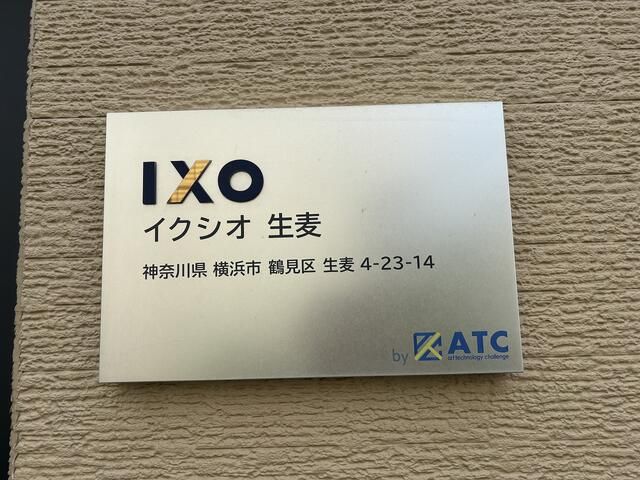 IXO
イクシオ 生麦
神奈川県 横浜市 鶴見区 生麦 4-23-14
by ATC
art technology challenge